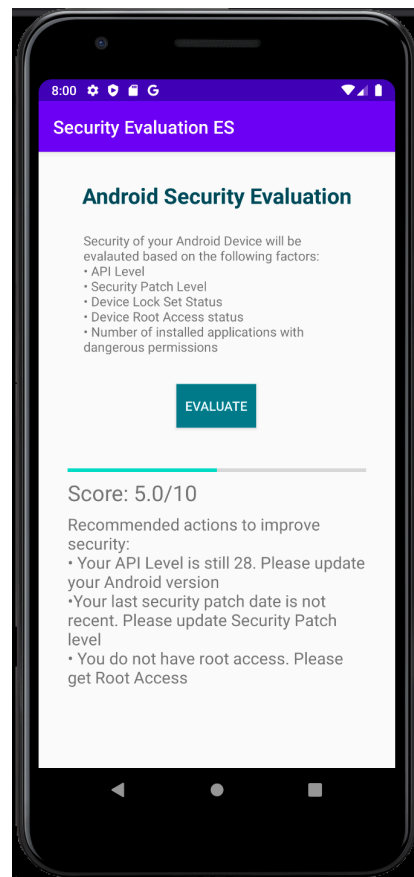 8:00
Security Evaluation ES
Android Security Evaluation
Security of your Android Device will be
evalauted based on the following factors:
• API Level
• Security Patch Level
• Device Lock Set Status
• Device Root Access status
• Number of installed applications with
dangerous permissions
EVALUATE
Score: 5.0/10
Recommended actions to improve
security:
• Your API Level is still 28. Please update
your Android version
•Your last security patch date is not
recent. Please update Security Patch
level
• You do not have root access. Please
get Root Access